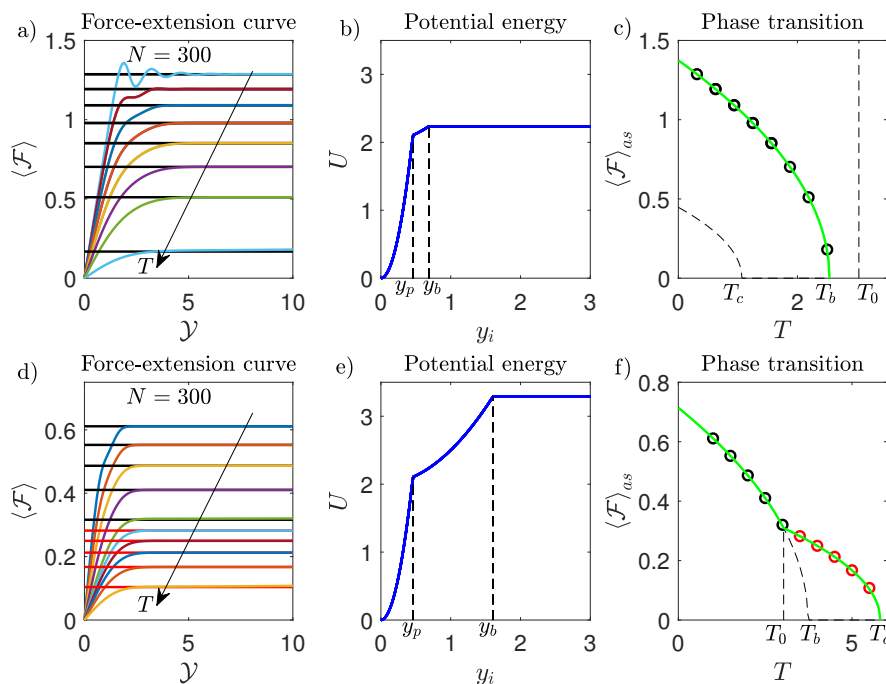 a) Force-extension curve
N = 300
1.5
1
0.5
0
⟨F⟩
T
0 5 10
𝒴
b) Potential energy
3
2
1
0
U
y_p y_b
0 1 2 3
y_i
c) Phase transition
1.5
1
0.5
0
⟨F⟩_as
T_c T_b T_0
0 2
T
d) Force-extension curve
N = 300
0.6
0.4
0.2
0
⟨F⟩
T
0 5 10
𝒴
e) Potential energy
3
2
1
0
U
y_p y_b
0 1 2 3
y_i
f) Phase transition
0.8
0.6
0.4
0.2
0
⟨F⟩_as
T_0 T_b
0 5
T